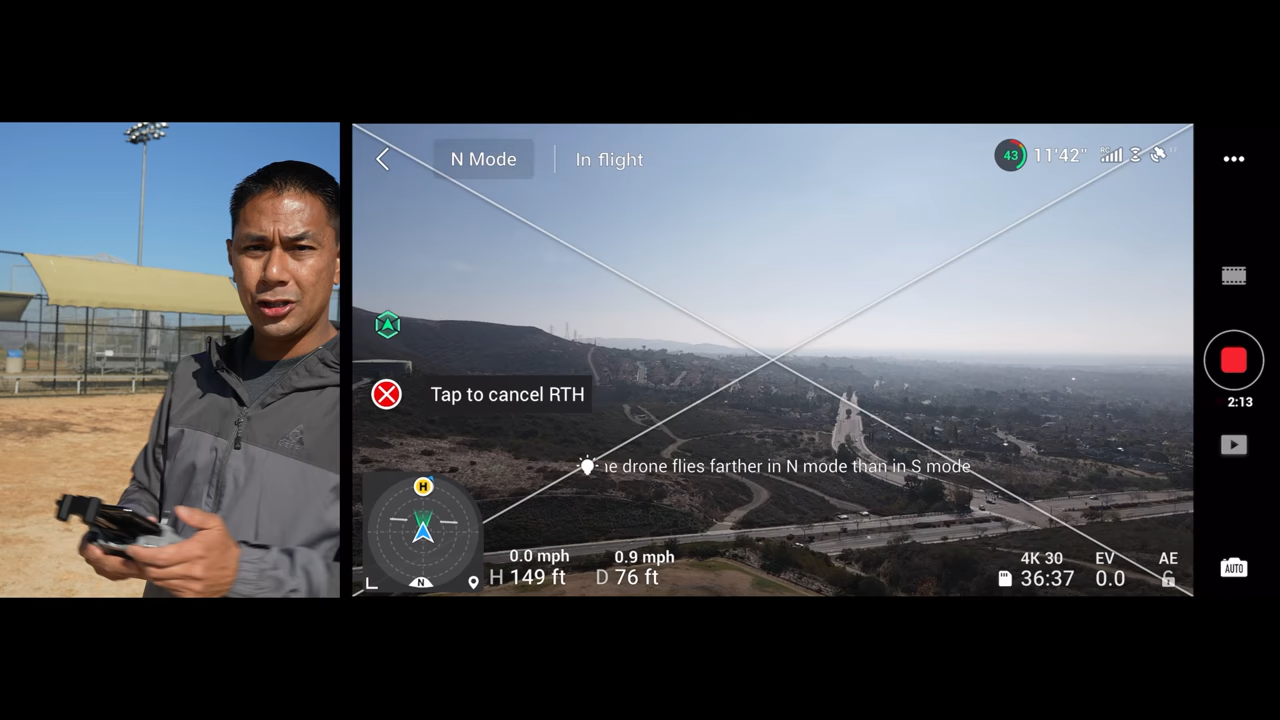 N Mode
In flight
43
11'42"
Tap to cancel RTH
ne drone flies farther in N mode than in S mode
H
N
0.0 mph
0.9 mph
H 149 ft
D 76 ft
4K 30
EV
AE
36:37
0.0
2:13
AUTO